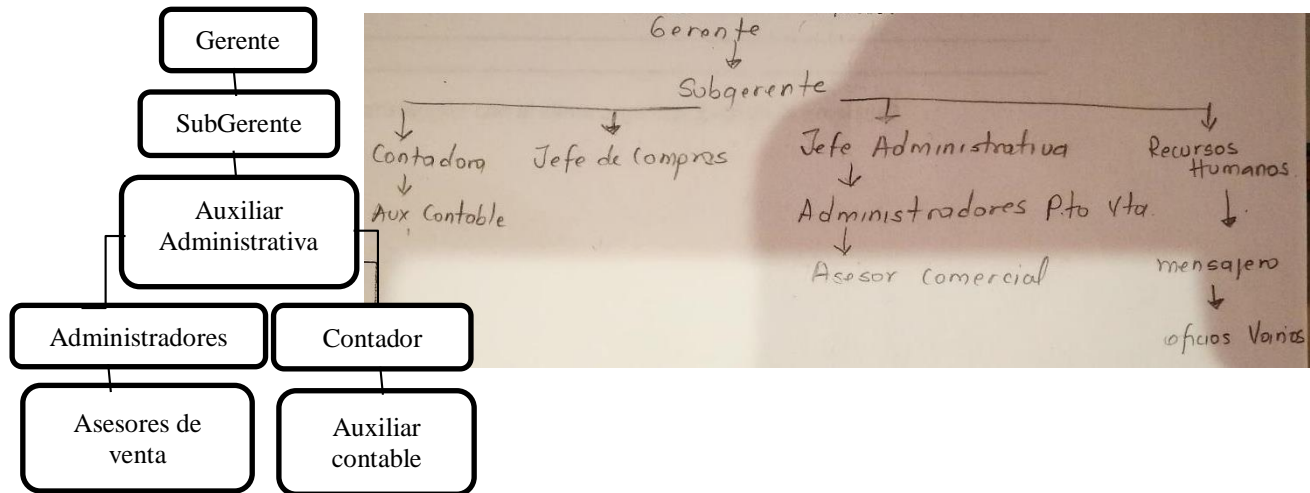 Gerente
SubGerente
Auxiliar
Administrativa
Administradores
Contador
Asesores de
venta
Auxiliar
contable
Gerente
Subgerente
Contadora
Jefe de Compras
Jefe Administrativa
Recursos
Humanos.
Aux Contable
Administradores Pto Vta.
Asesor Comercial
mensajero
oficios Varios